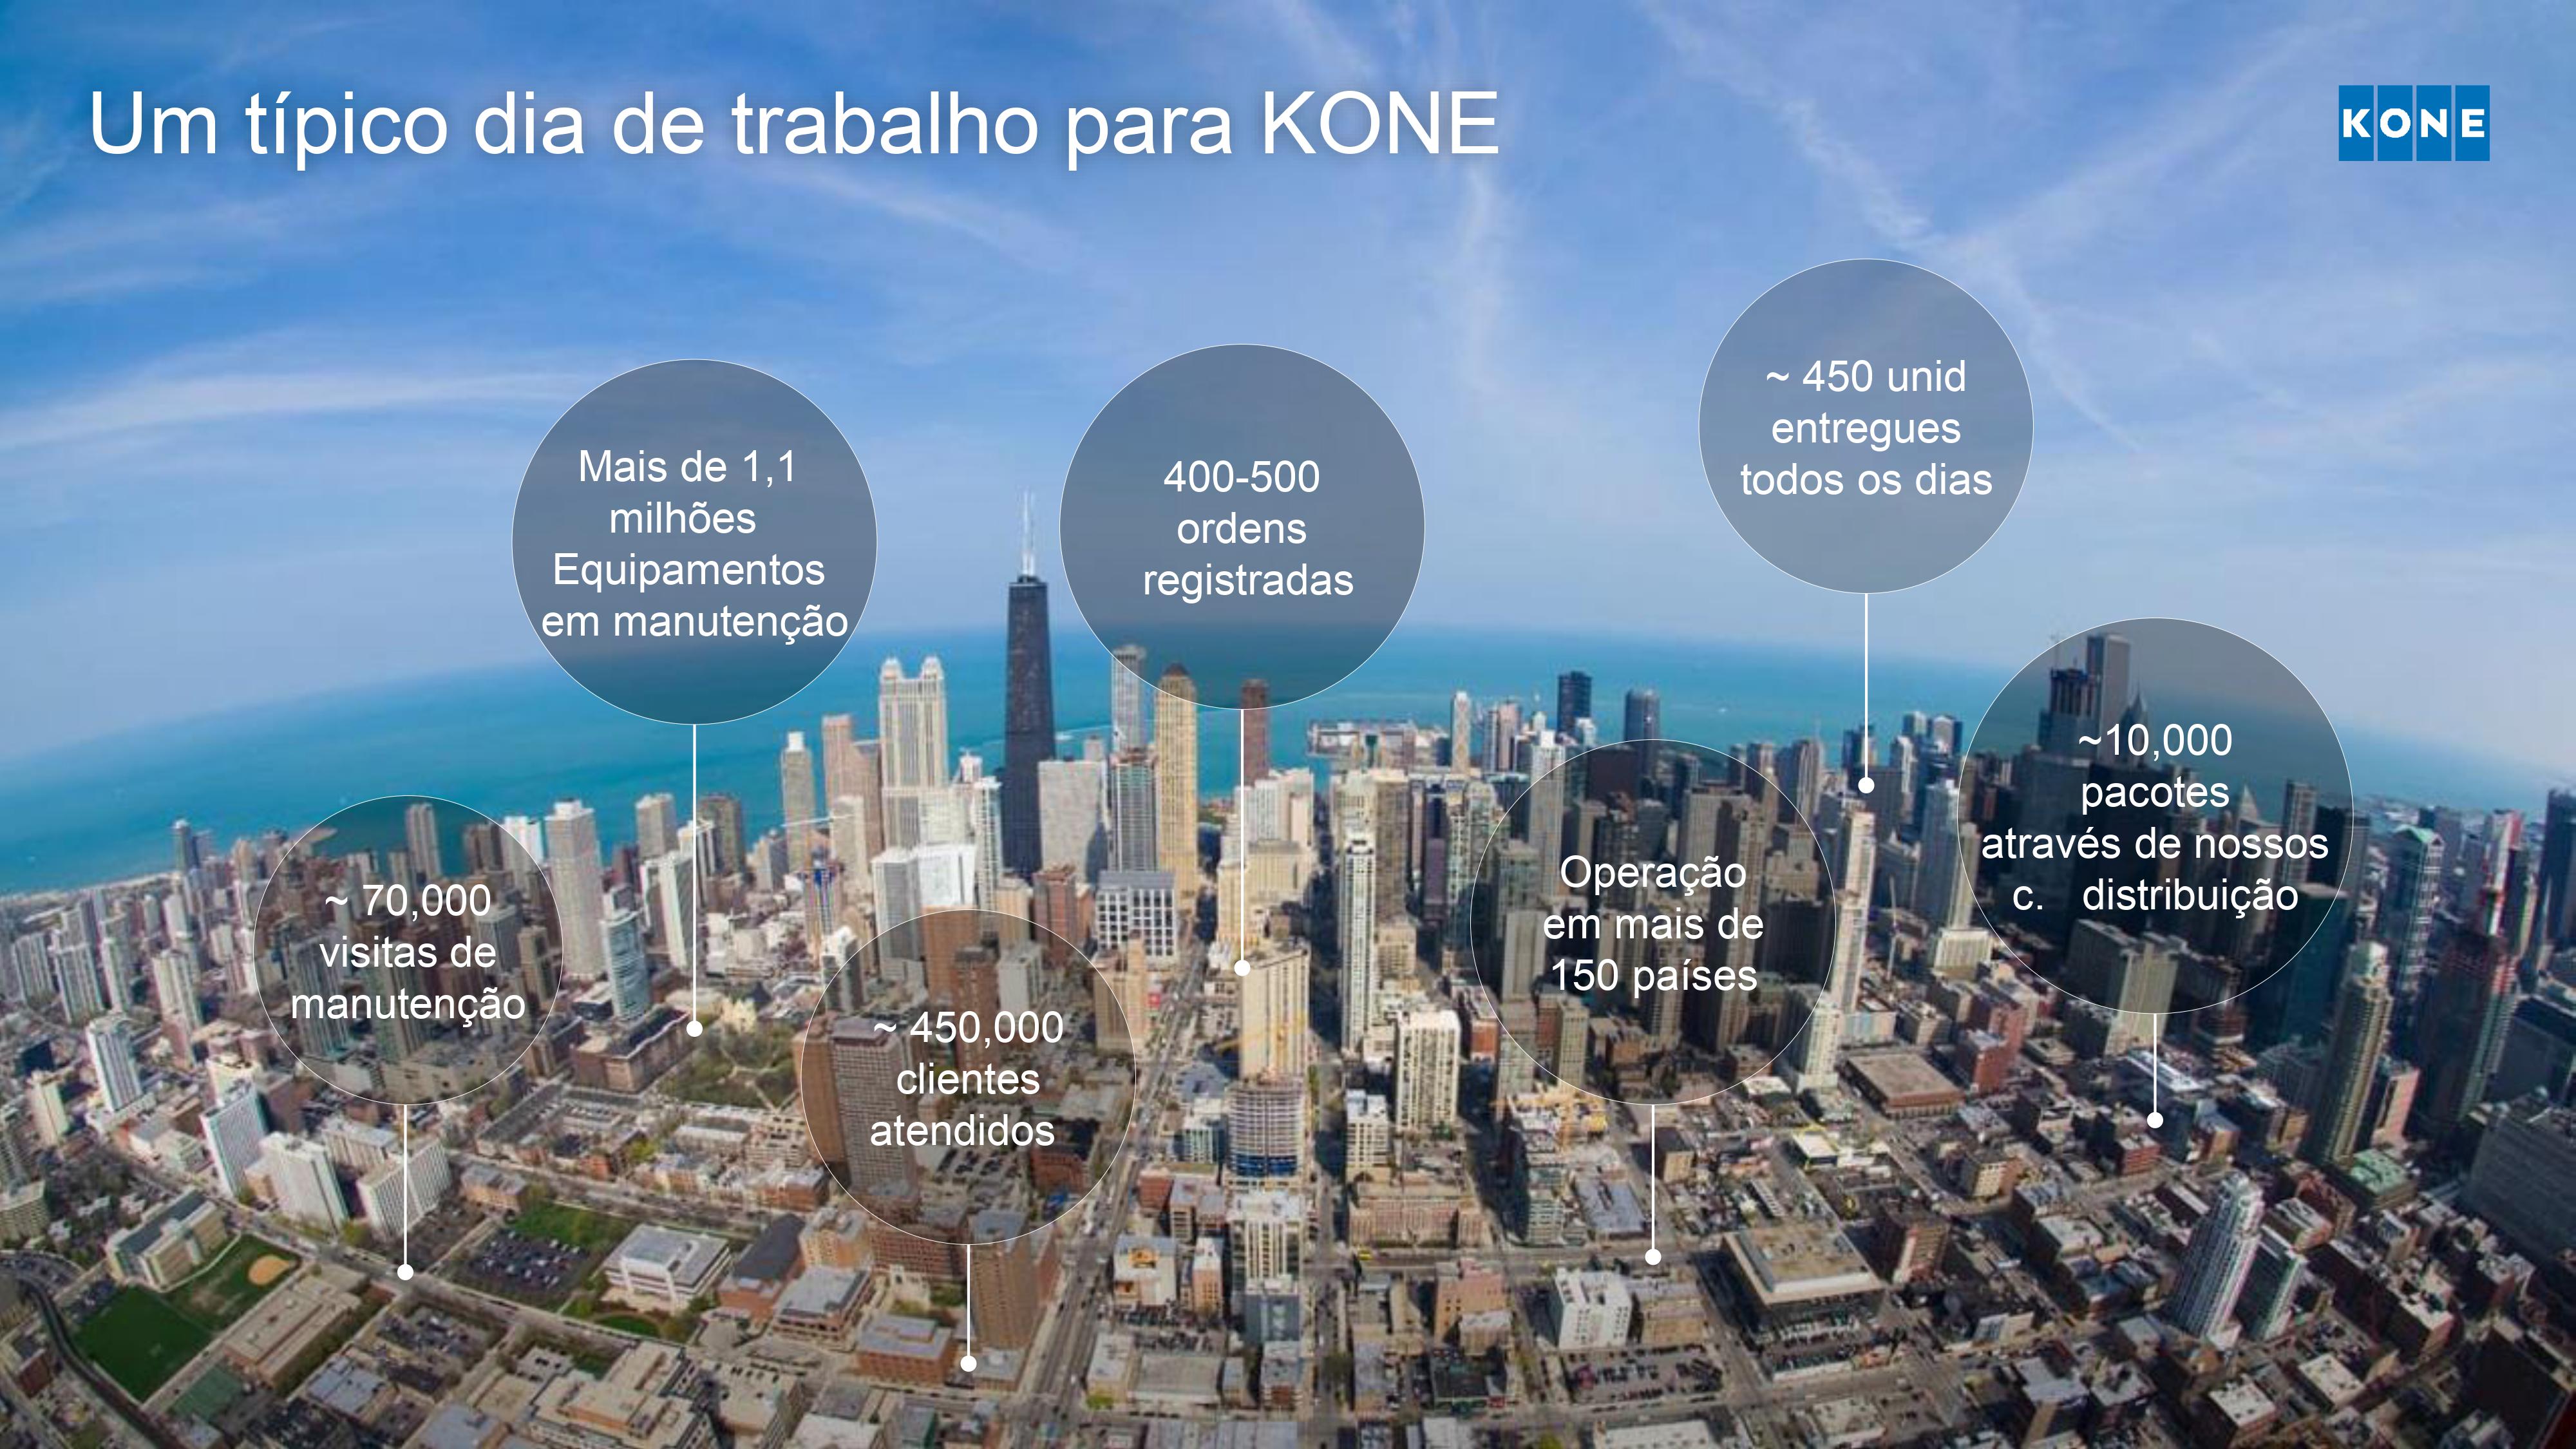 Um típico dia de trabalho para KONE
KONE
~ 450 unid
entregues
todos os dias
Mais de 1,1
milhões
Equipamentos
em manutenção
400-500
ordens
registradas
~10,000
pacotes
através de nossos
c. distribuição
~ 70,000
visitas de
manutenção
Operação
em mais de
150 países
~ 450,000
clientes
atendidos